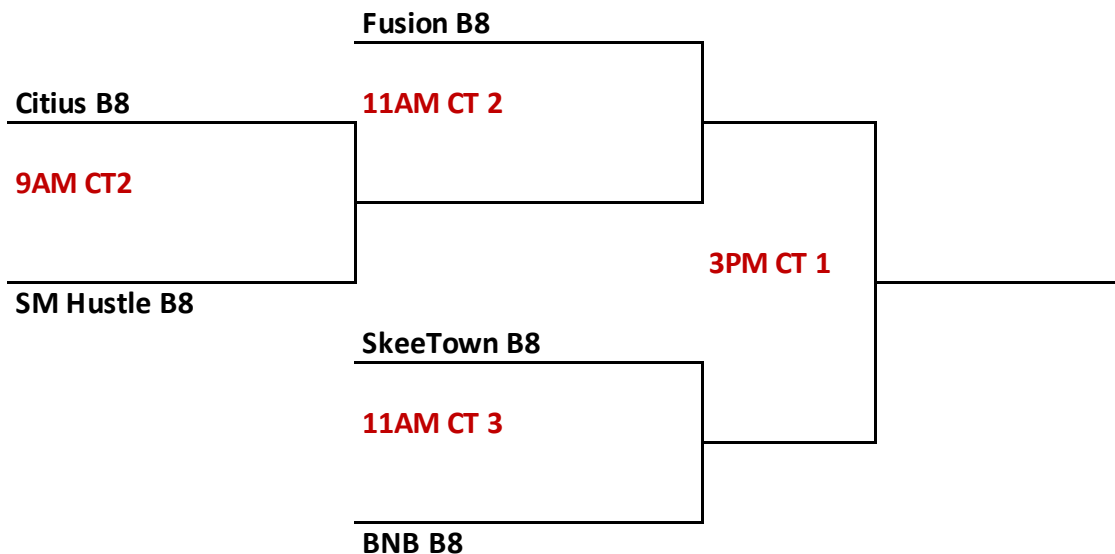 Fusion B8
Citius B8
11AM CT 2
9AM CT2
3PM CT 1
SM Hustle B8
SkeeTown B8
11AM CT 3
BNB B8